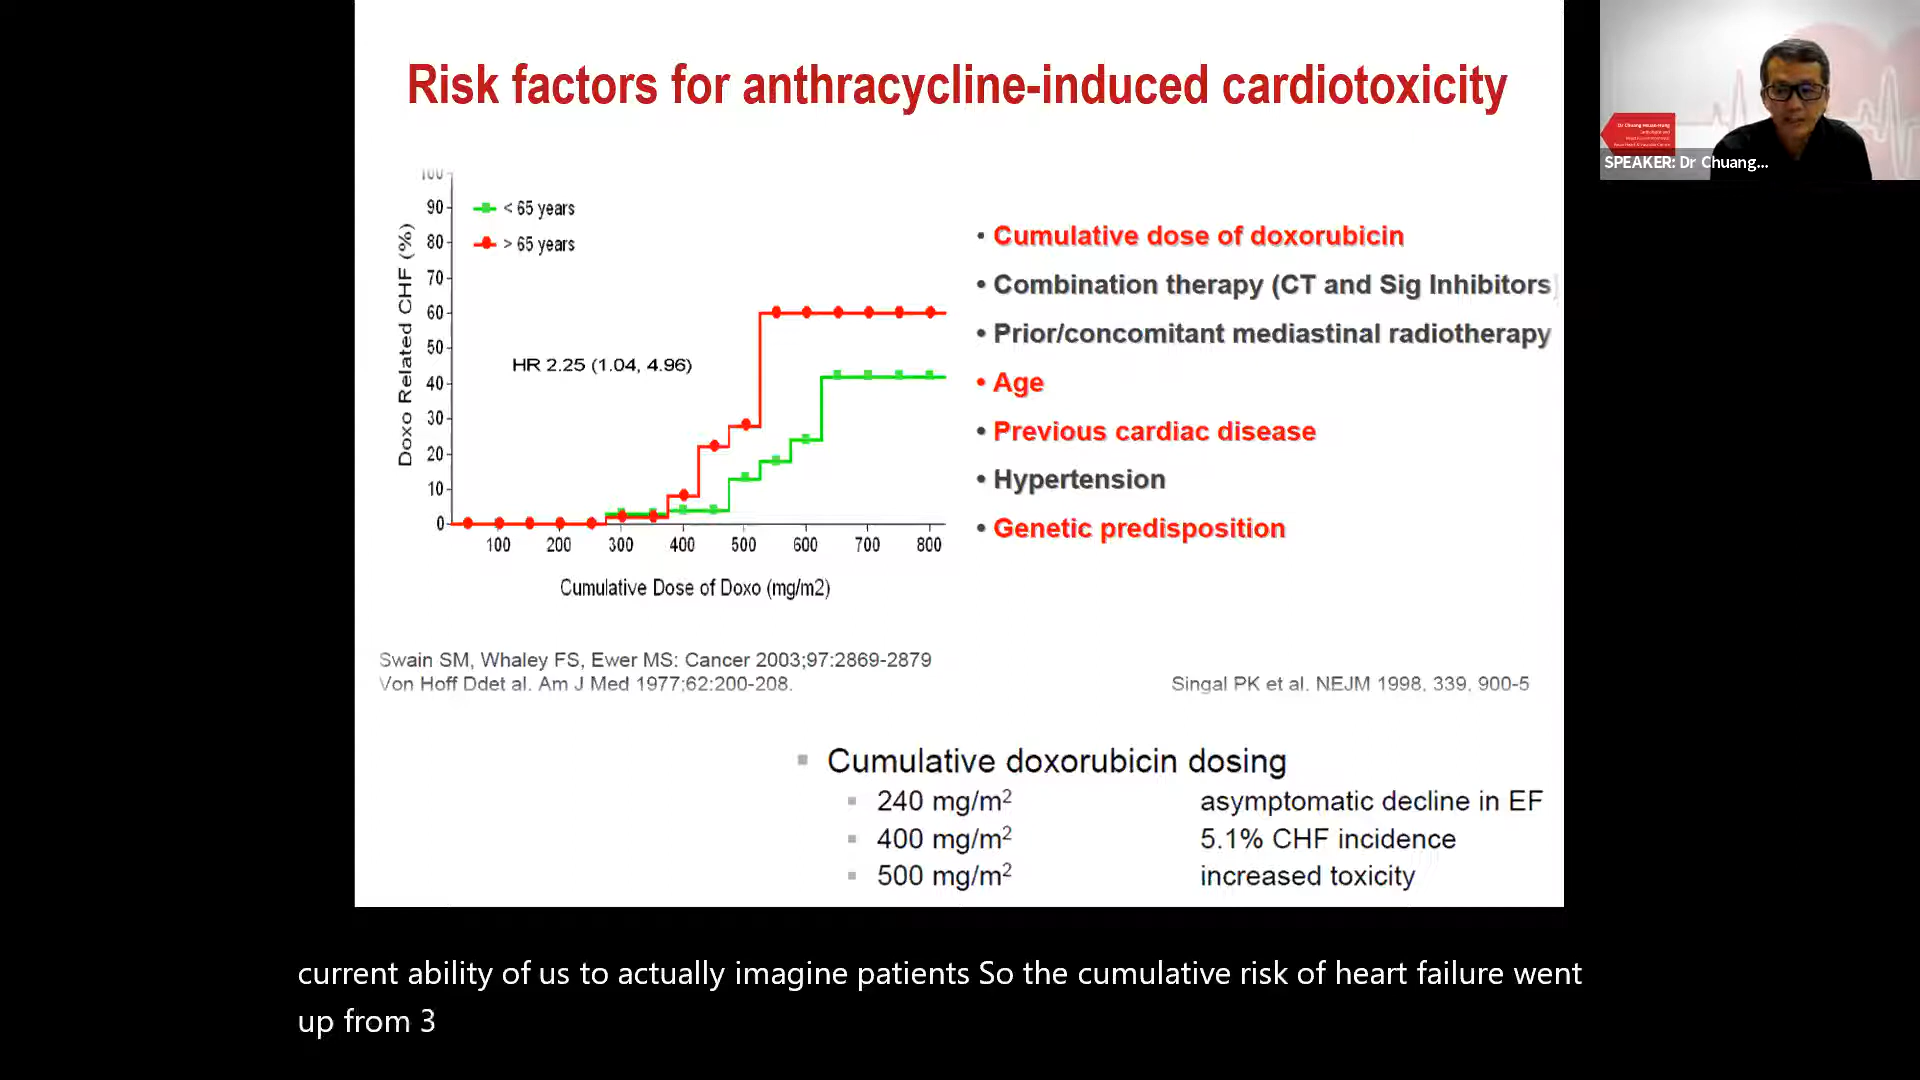 Risk factors for anthracycline-induced cardiotoxicity
Doxo Related CHF (%)
100
90
80
70
60
50
40
30
20
10
0
< 65 years
> 65 years
HR 2.25 (1.04, 4.96)
100 200 300 400 500 600 700 800
Cumulative Dose of Doxo (mg/m2)
• Cumulative dose of doxorubicin
• Combination therapy (CT and Sig Inhibitors)
• Prior/concomitant mediastinal radiotherapy
• Age
• Previous cardiac disease
• Hypertension
• Genetic predisposition
Swain SM, Whaley FS, Ewer MS: Cancer 2003;97:2869-2879
Von Hoff Ddet al. Am J Med 1977;62:200-208.
Singal PK et al. NEJM 1998, 339, 900-5
Cumulative doxorubicin dosing
240 mg/m² asymptomatic decline in EF
400 mg/m² 5.1% CHF incidence
500 mg/m² increased toxicity
Dr Chuang Hsuan-Hung
SPEAKER: Dr Chuang...
current ability of us to actually imagine patients So the cumulative risk of heart failure went
up from 3